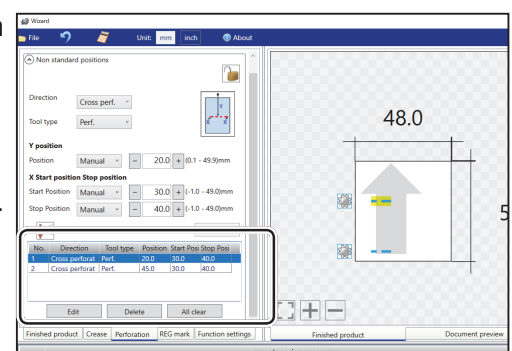 Wizard
File Unit: mm inch About
Non standard positions
Direction Cross perf.
Tool type Perf.
Y
X X
Y position
Position Manual − 20.0 + (0.1 - 49.9)mm
X Start position Stop position
Start Position Manual − 30.0 + (-1.0 - 49.0)mm
Stop Position Manual − 40.0 + (-1.0 - 49.0)mm
No. Direction Tool type Position Start Posi Stop Posi
1 Cross perforat Perf. 20.0 30.0 40.0
2 Cross perforat Perf. 45.0 30.0 40.0
Edit Delete All clear
Finished product Crease Perforation REG mark Function settings
48.0
5
Finished product Document preview